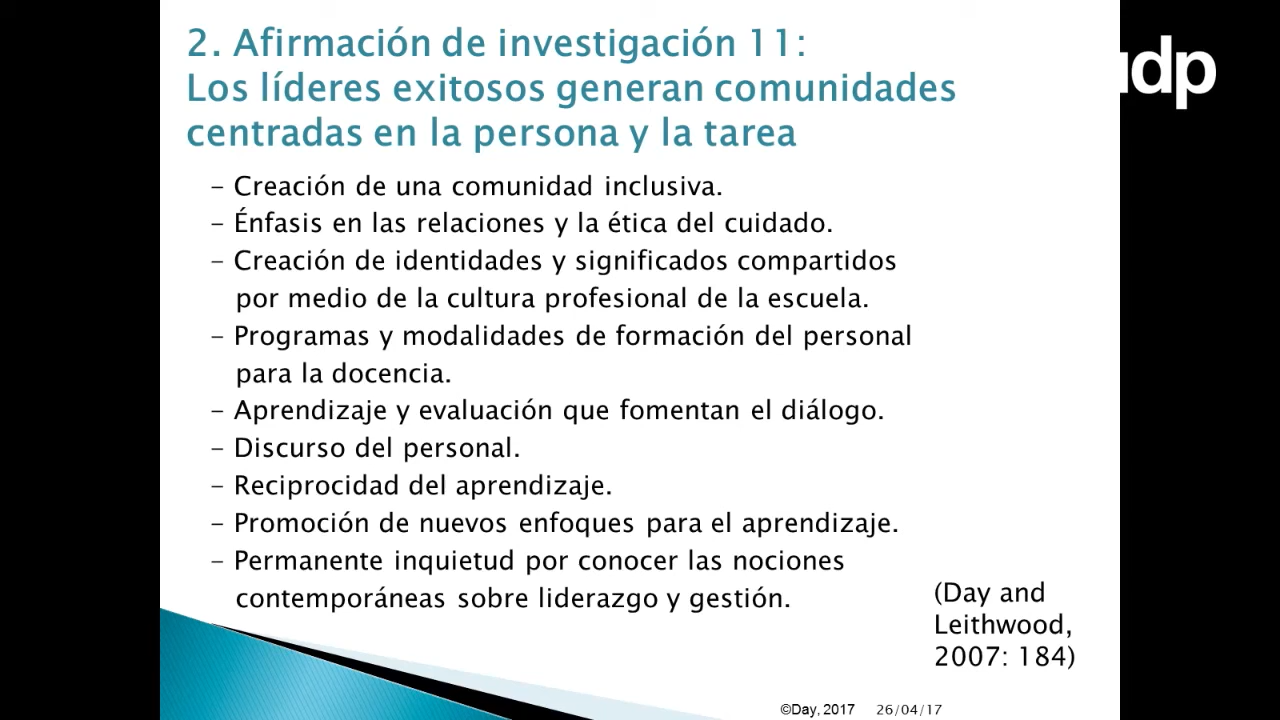 2. Afirmación de investigación 11:
Los líderes exitosos generan comunidades
centradas en la persona y la tarea
udp
– Creación de una comunidad inclusiva.
– Énfasis en las relaciones y la ética del cuidado.
– Creación de identidades y significados compartidos
por medio de la cultura profesional de la escuela.
– Programas y modalidades de formación del personal
para la docencia.
– Aprendizaje y evaluación que fomentan el diálogo.
– Discurso del personal.
– Reciprocidad del aprendizaje.
– Promoción de nuevos enfoques para el aprendizaje.
– Permanente inquietud por conocer las nociones
contemporáneas sobre liderazgo y gestión.
(Day and
Leithwood,
2007: 184)
©Day, 2017 26/04/17